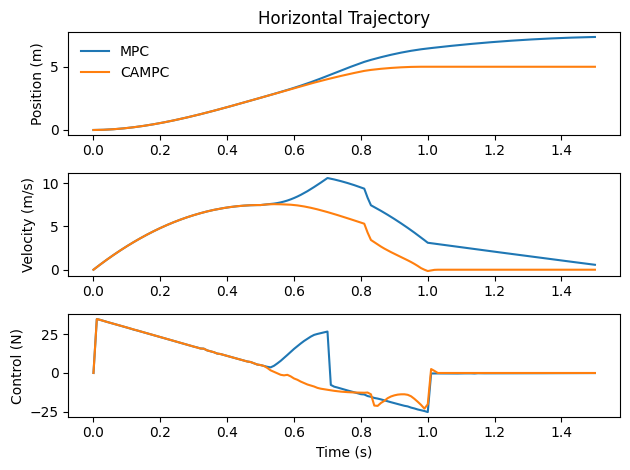 Horizontal Trajectory
Position (m)
5
0
MPC
CAMPC
0.0 0.2 0.4 0.6 0.8 1.0 1.2 1.4
Velocity (m/s)
10
5
0
0.0 0.2 0.4 0.6 0.8 1.0 1.2 1.4
Control (N)
25
0
−25
0.0 0.2 0.4 0.6 0.8 1.0 1.2 1.4
Time (s)